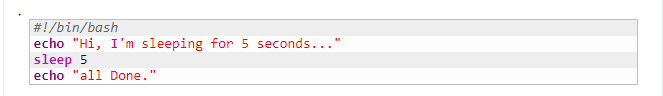 #!/bin/bash
echo "Hi, I'm sleeping for 5 seconds..."
sleep 5
echo "all Done."